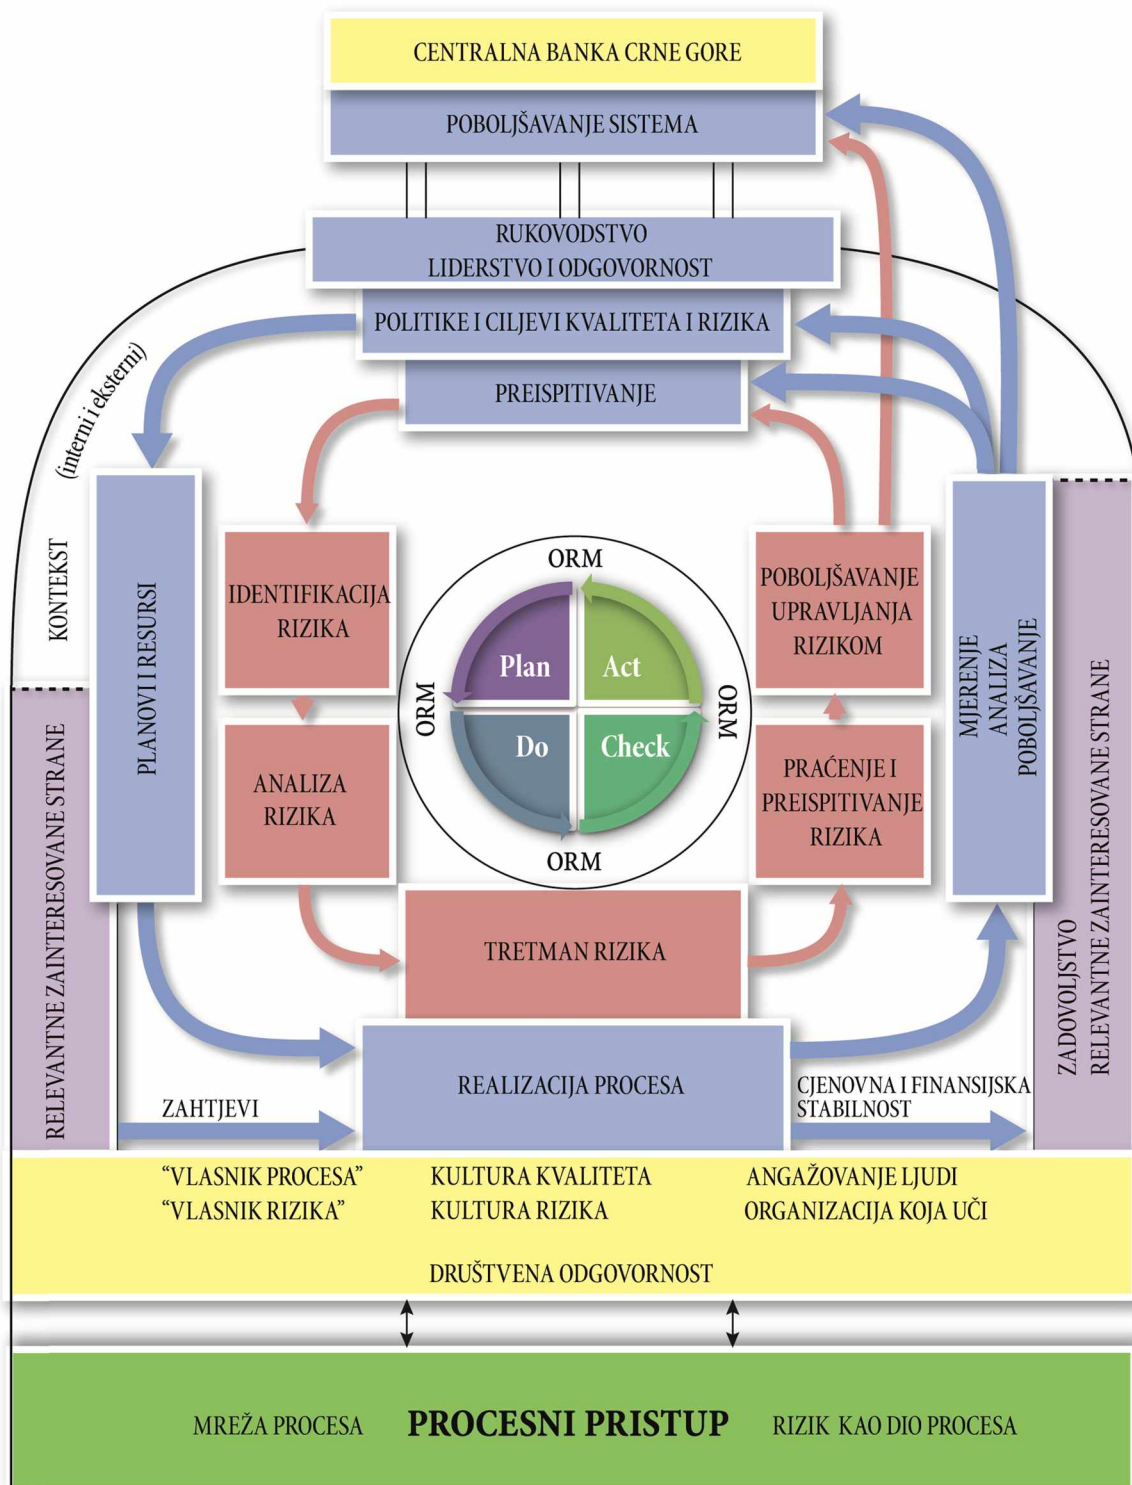 CENTRALNA BANKA CRNE GORE
POBOLJŠAVANJE SISTEMA
RUKOVODSTVO
LIDERSTVO I ODGOVORNOST
POLITIKE I CILJEVI KVALITETA I RIZIKA
PREISPITIVANJE
(interni i eksterni)
KONTEKST
RELEVANTNE ZAINTERESOVANE STRANE
PLANOVI I RESURSI
IDENTIFIKACIJA
RIZIKA
ANALIZA
RIZIKA
ORM
ORM
Plan
Act
Do
Check
ORM
ORM
POBOLJŠAVANJE
UPRAVLJANJA
RIZIKOM
PRAĆENJE I
PREISPITIVANJE
RIZIKA
MJERENJE
ANALIZA
POBOLJŠAVANJE
ZADOVOLJSTVO
RELEVANTNE ZAINTERESOVANE STRANE
TRETMAN RIZIKA
REALIZACIJA PROCESA
ZAHTJEVI
CJENOVNA I FINANSIJSKA
STABILNOST
“VLASNIK PROCESA”
“VLASNIK RIZIKA”
KULTURA KVALITETA
KULTURA RIZIKA
ANGAŽOVANJE LJUDI
ORGANIZACIJA KOJA UČI
DRUŠTVENA ODGOVORNOST
MREŽA PROCESA
PROCESNI PRISTUP
RIZIK KAO DIO PROCESA